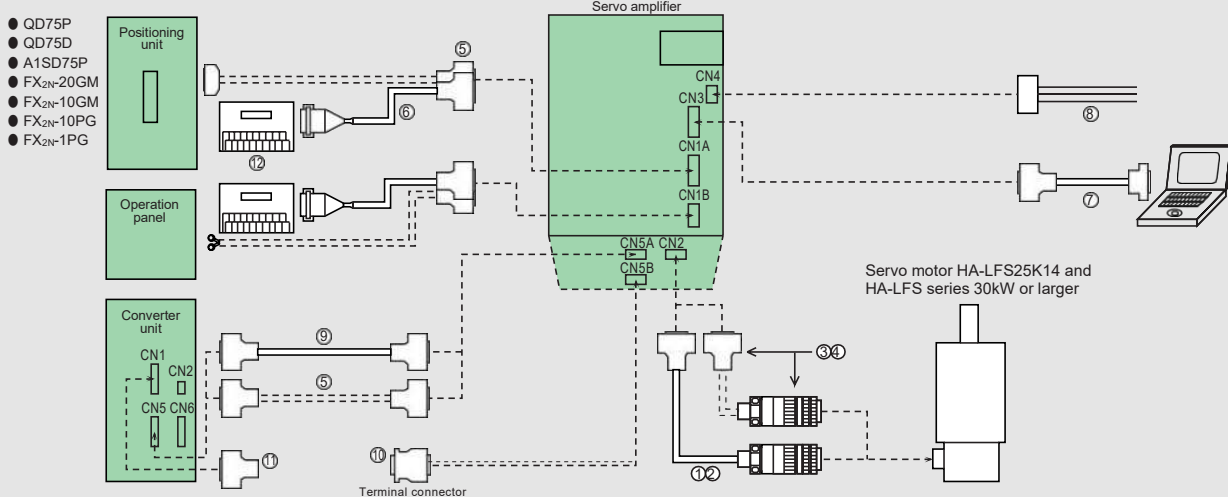 Servo amplifier
● QD75P
● QD75D
● A1SD75P
● FX2N-20GM
● FX2N-10GM
● FX2N-10PG
● FX2N-1PG
Positioning
unit
⑤
⑥
⑫
CN4
CN3
CN1A
CN1B
⑧
⑦
Operation
panel
CN5A CN2
CN5B
Servo motor HA-LFS25K14 and
HA-LFS series 30kW or larger
Converter
unit
CN1
CN2
CN5 CN6
⑨
⑤
③④
⑪
⑩
①②
Terminal connector